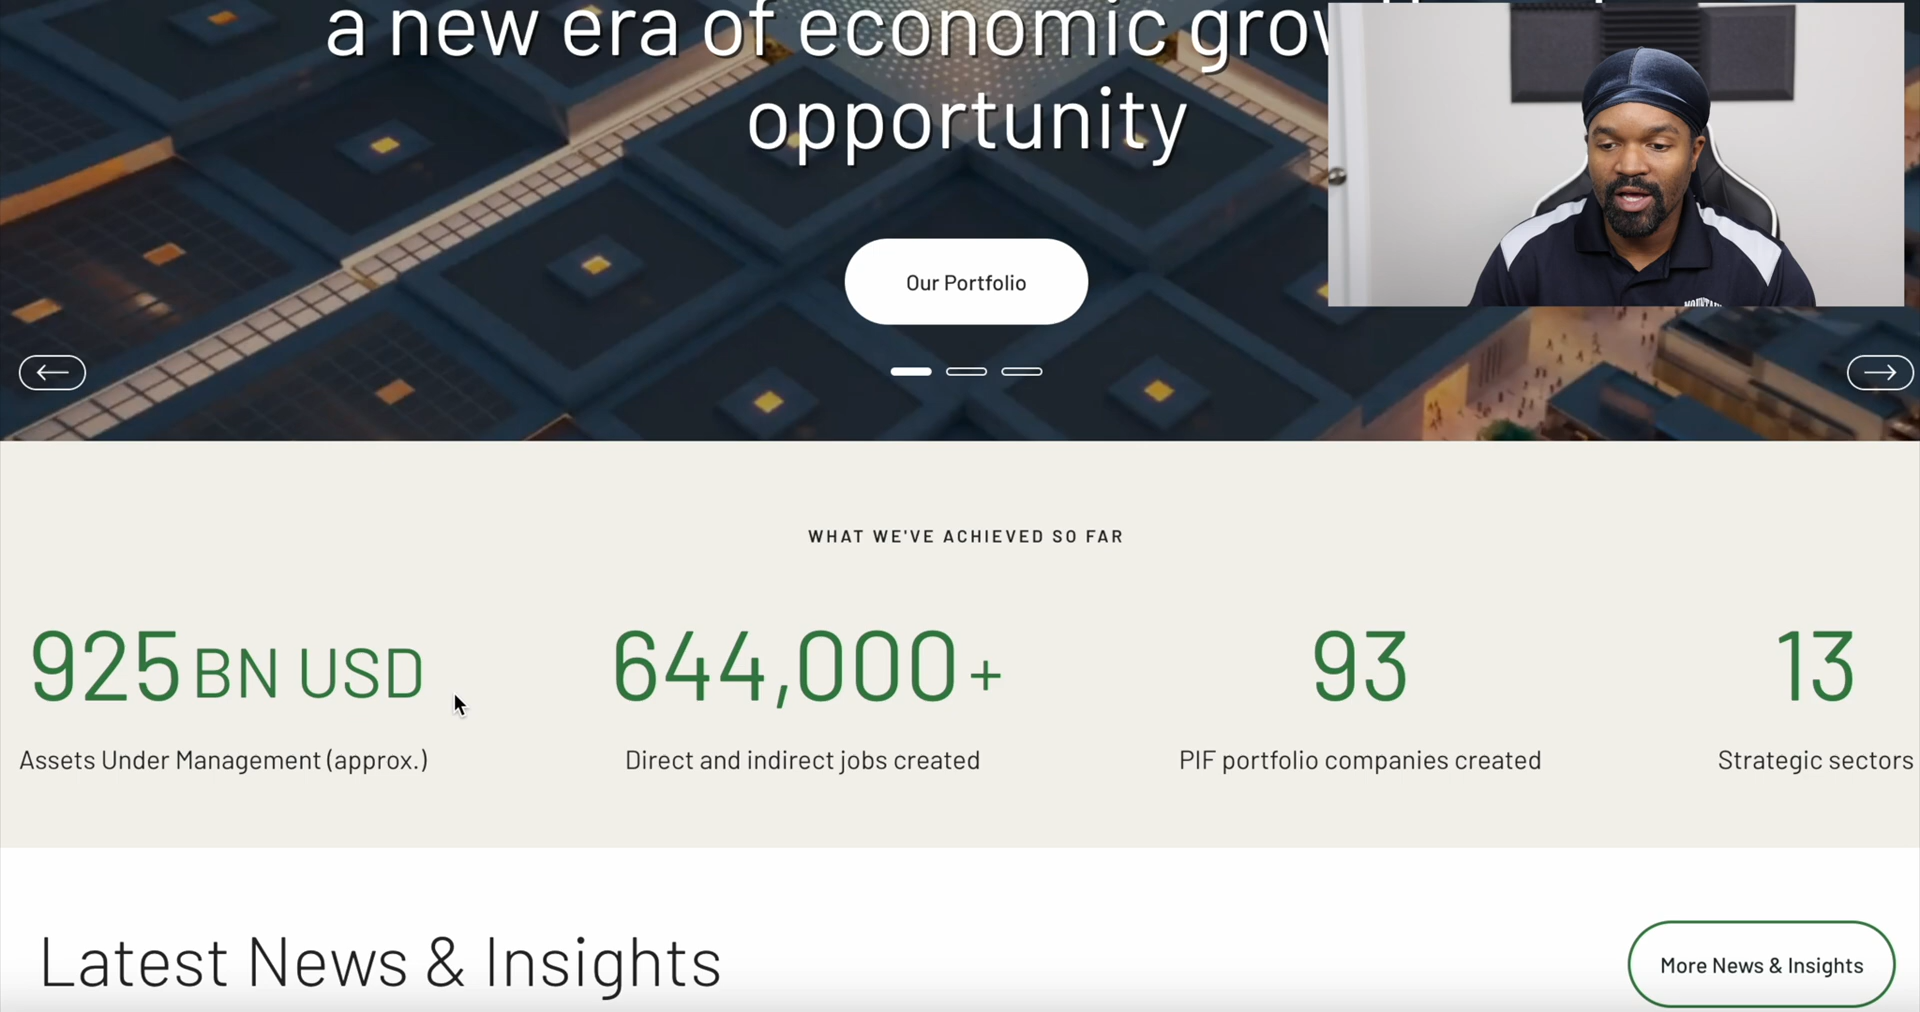 a new era of economic
opportunity
Our Portfolio
WHAT WE'VE ACHIEVED SO FAR
925 BN USD
644,000+
93
13
Assets Under Management (approx.)
Direct and indirect jobs created
PIF portfolio companies created
Strategic sectors
Latest News & Insights
More News & Insights